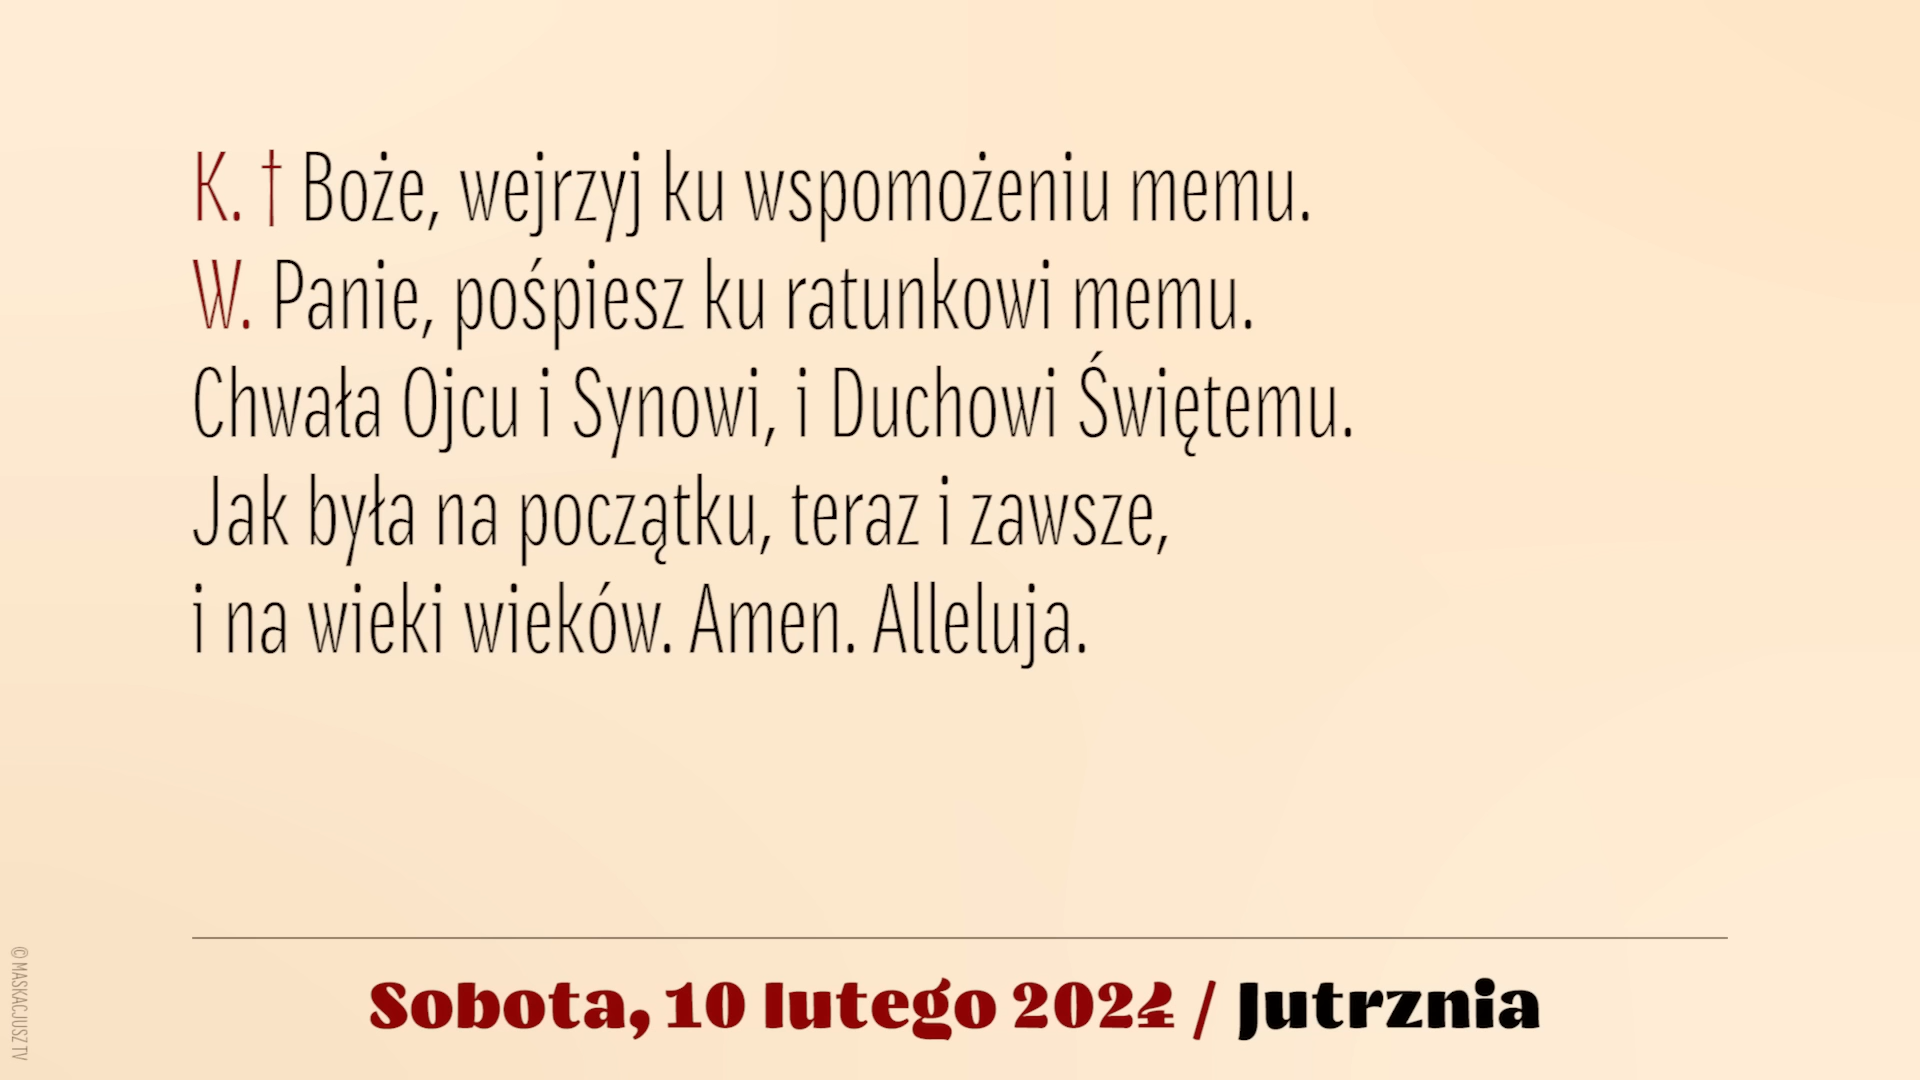 K. † Boże, wejrzyj ku wspomożeniu memu.
W. Panie, pośpiesz ku ratunkowi memu.
Chwała Ojcu i Synowi, i Duchowi Świętemu.
Jak była na początku, teraz i zawsze,
i na wieki wieków. Amen. Alleluja.
Sobota, 10 lutego 2024 / Jutrznia
© MASKACJUSZ TV